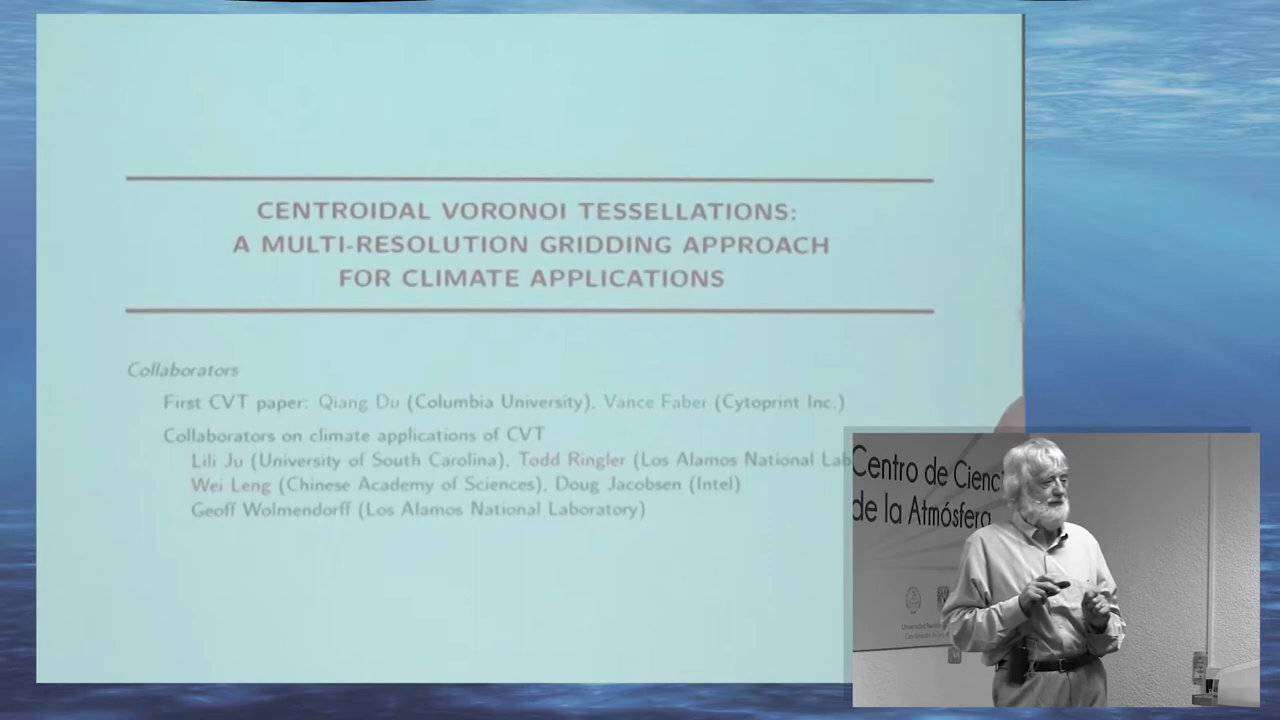 CENTROIDAL VORONOI TESSELLATIONS:
A MULTI-RESOLUTION GRIDDING APPROACH
FOR CLIMATE APPLICATIONS
Collaborators
First CVT paper: Qiang Du (Columbia University), Vance Faber (Cytoprint Inc.)
Collaborators on climate applications of CVT
Lili Ju (University of South Carolina), Todd Ringler (Los Alamos National Lab
Wei Leng (Chinese Academy of Sciences), Doug Jacobsen (Intel)
Geoff Wolmendorff (Los Alamos National Laboratory)
Centro de Cienci
de la Atmósfera